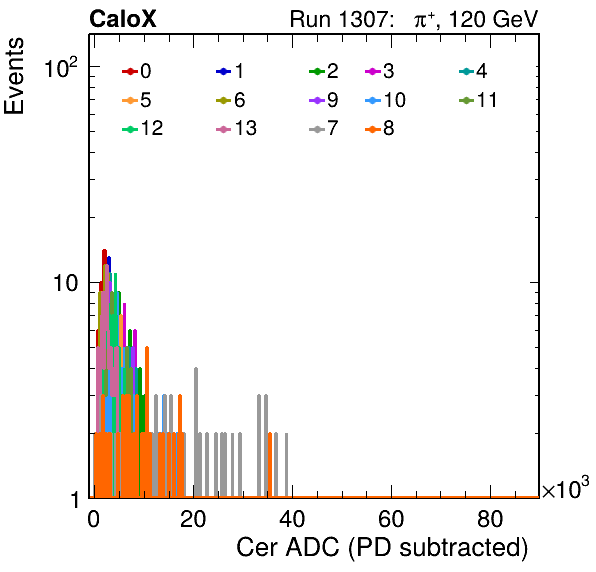 CaloX Run 1307: π⁺, 120 GeV
Events
10²
0 1 2 3 4
5 6 9 10 11
12 13 7 8
10
1
0 20 40 60 80 ×10³
Cer ADC (PD subtracted)